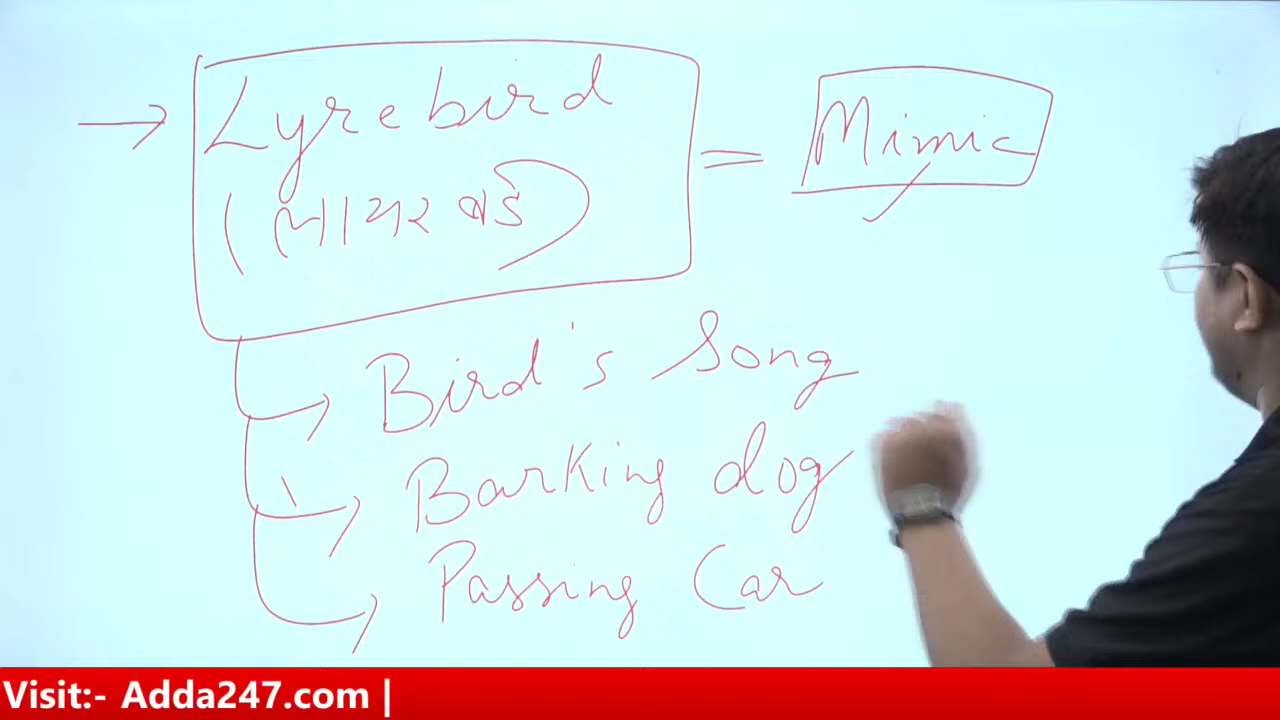 → Lyrebird = Mimic
(लायर बर्ड)
Bird's Song
Barking dog
Passing Car
Visit:- Adda247.com |